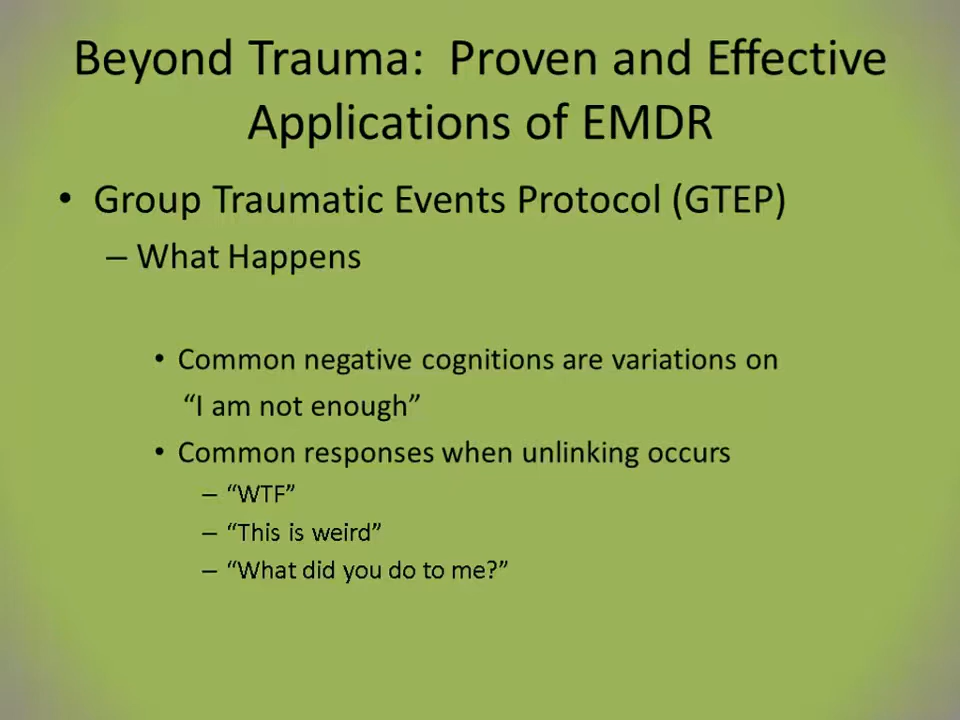 Beyond Trauma:  Proven and Effective
Applications of EMDR
• Group Traumatic Events Protocol (GTEP)
– What Happens
• Common negative cognitions are variations on
“I am not enough”
• Common responses when unlinking occurs
– “WTF”
– “This is weird”
– “What did you do to me?”